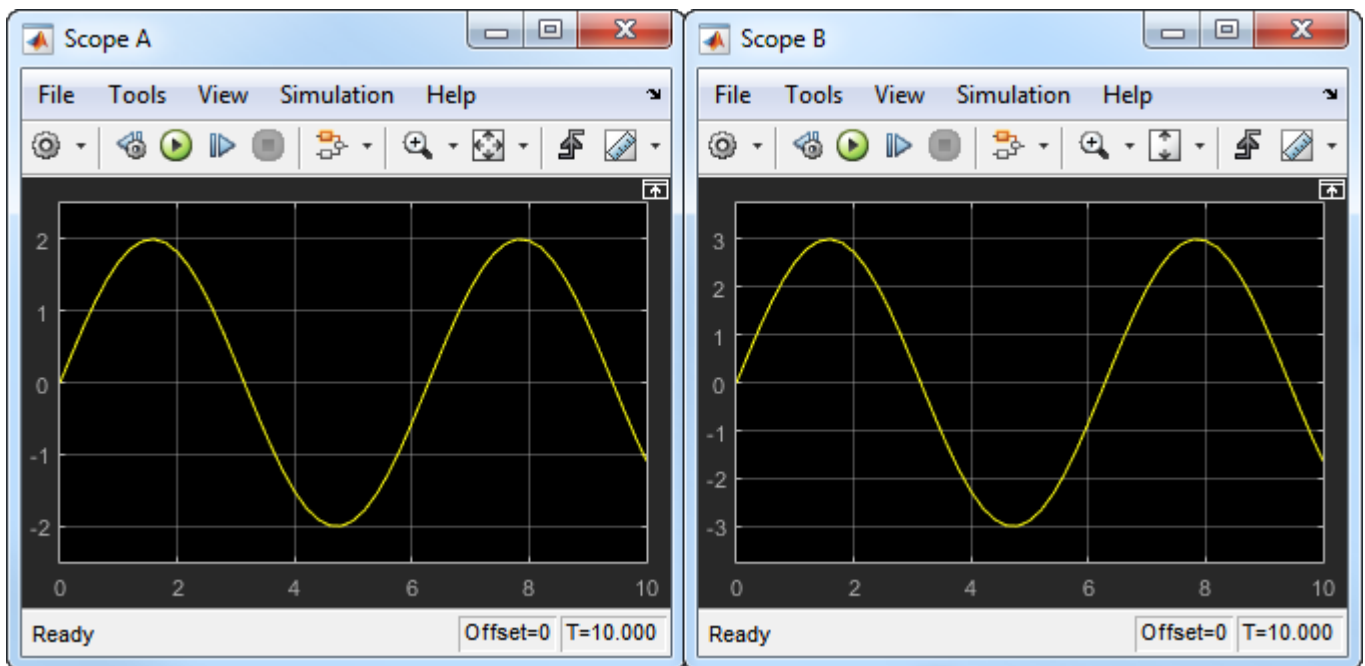 Scope A
File Tools View Simulation Help
2
1
0
-1
-2
0 2 4 6 8 10
Ready Offset=0 T=10.000
Scope B
File Tools View Simulation Help
3
2
1
0
-1
-2
-3
0 2 4 6 8 10
Ready Offset=0 T=10.000